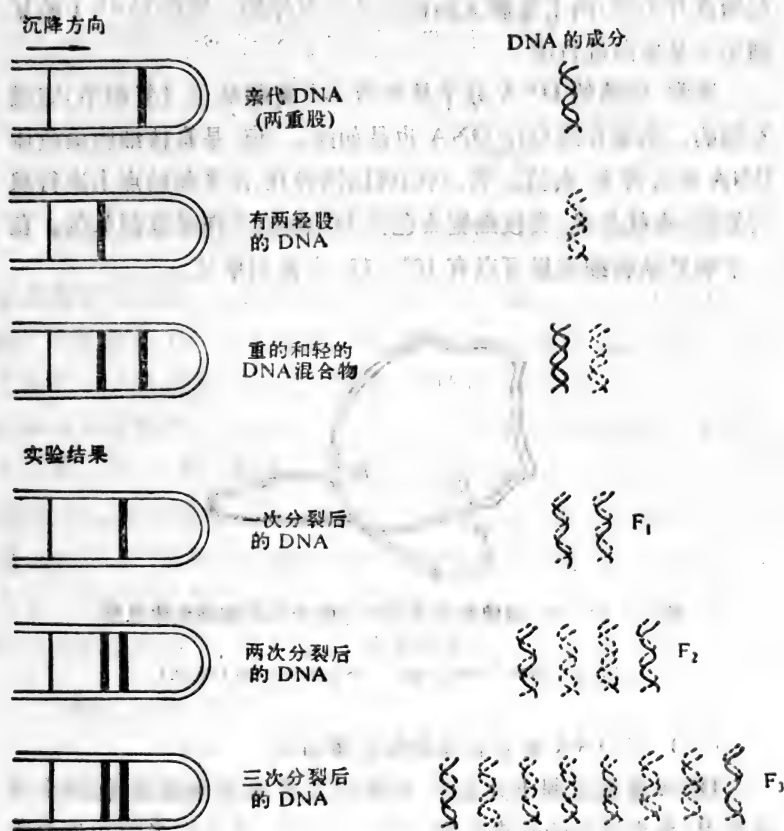 沉降方向
DNA 的成分
亲代 DNA
(两重股)
有两轻股
的 DNA
重的和轻的
DNA 混合物
实验结果
一次分裂后
的 DNA
F₁
两次分裂后
的 DNA
F₂
三次分裂后
的 DNA
F₃